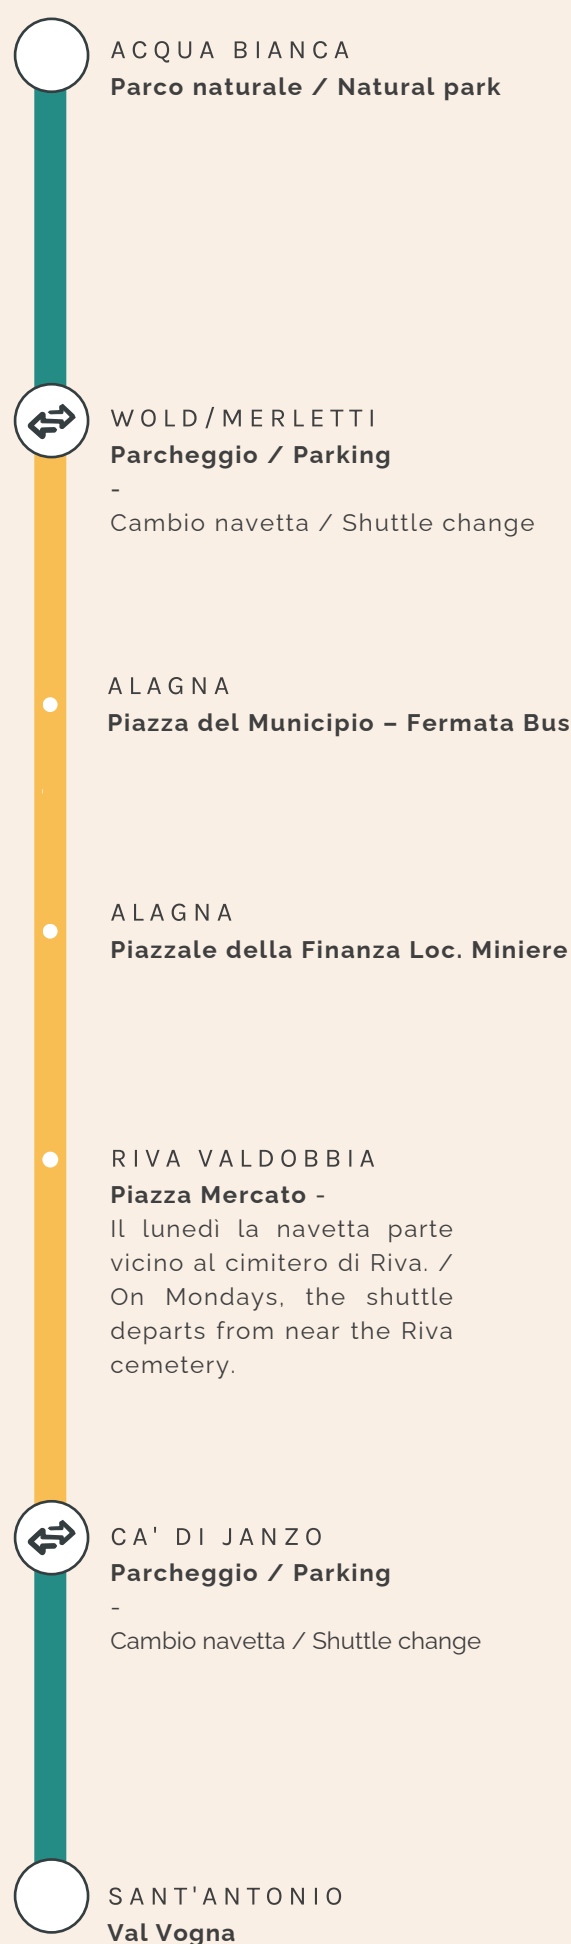 ACQUA BIANCA
Parco naturale / Natural park
WOLD/MERLETTI
Parcheggio / Parking
-
Cambio navetta / Shuttle change
ALAGNA
Piazza del Municipio – Fermata Bus
ALAGNA
Piazzale della Finanza Loc. Miniere
RIVA VALDOBBIA
Piazza Mercato -
Il lunedì la navetta parte
vicino al cimitero di Riva. /
On Mondays, the shuttle
departs from near the Riva
cemetery.
CA' DI JANZO
Parcheggio / Parking
-
Cambio navetta / Shuttle change
SANT'ANTONIO
Val Vogna